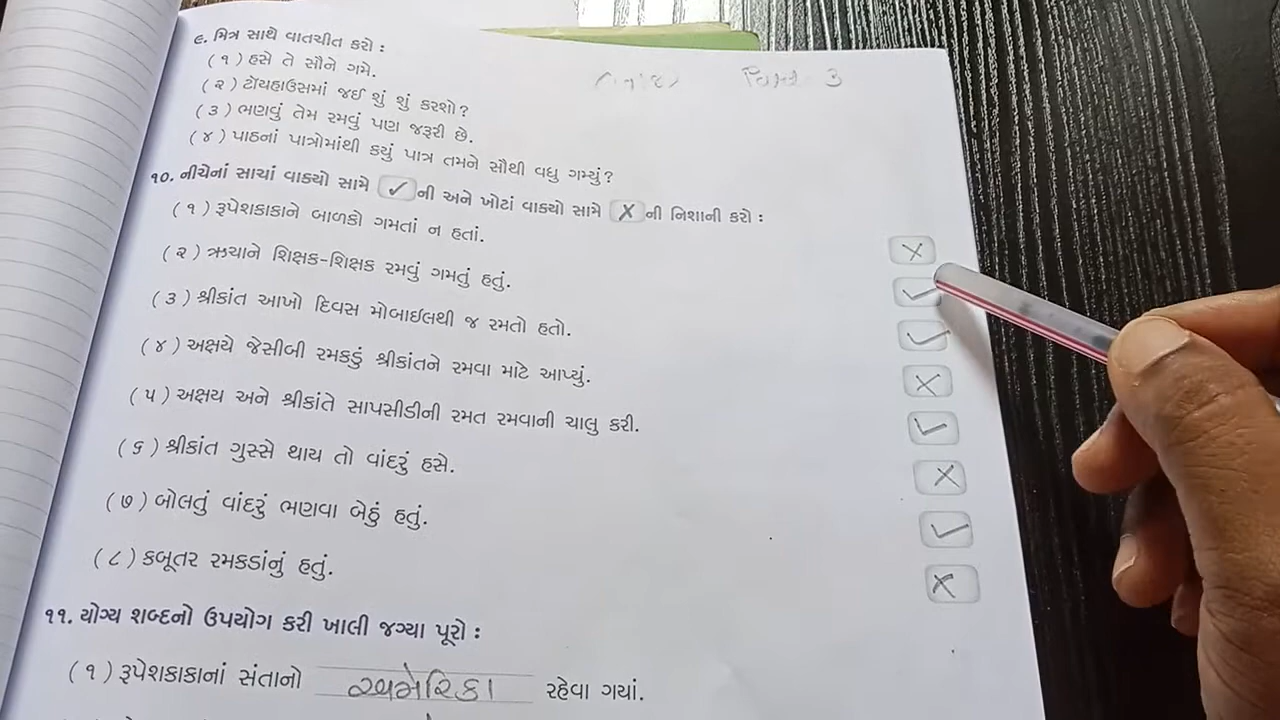 ૯. મિત્ર સાથે વાતચીત કરો :
(૧) હસે તે સૌને ગમે.
(૨) ટૉયહાઉસમાં જઈ શું શું કરશો?
(૩) ભણવું તેમ રમવું પણ જરૂરી છે.
(૪) પાઠનાં પાત્રોમાંથી કયું પાત્ર તમને સૌથી વધુ ગમ્યું?
૧૦. નીચેનાં સાચાં વાક્યો સામે ✓ ની અને ખોટાં વાક્યો સામે ✗ ની નિશાની કરો :
(૧) રૂપેશકાકાને બાળકો ગમતાં ન હતાં. ✗
(૨) ઋચાને શિક્ષક-શિક્ષક રમવું ગમતું હતું. ✓
(૩) શ્રીકાંત આખો દિવસ મોબાઈલથી જ રમતો હતો. ✓
(૪) અક્ષયે જેસીબી રમકડું શ્રીકાંતને રમવા માટે આપ્યું. ✗
(૫) અક્ષય અને શ્રીકાંતે સાપસીડીની રમત રમવાની ચાલુ કરી. ✓
(૬) શ્રીકાંત ગુસ્સે થાય તો વાંદરું હસે. ✗
(૭) બોલતું વાંદરું ભણવા બેઠું હતું. ✓
(૮) કબૂતર રમકડાંનું હતું. ✗
૧૧. યોગ્ય શબ્દનો ઉપયોગ કરી ખાલી જગ્યા પૂરો :
(૧) રૂપેશકાકાનાં સંતાનો અમેરિકા રહેવા ગયાં.